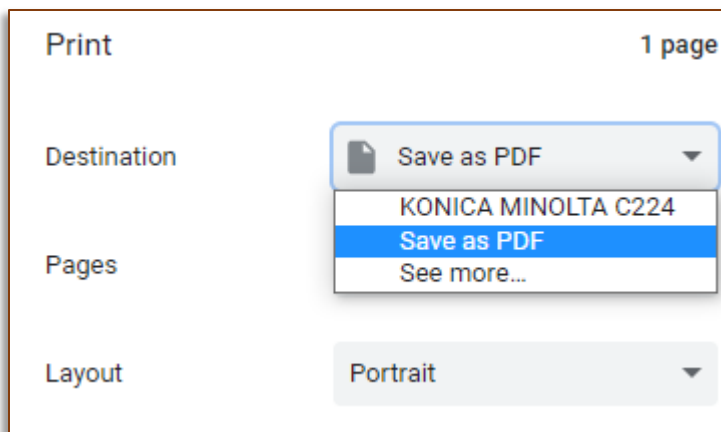 Print 1 page
Destination Save as PDF
KONICA MINOLTA C224
Save as PDF
Pages
See more...
Layout Portrait